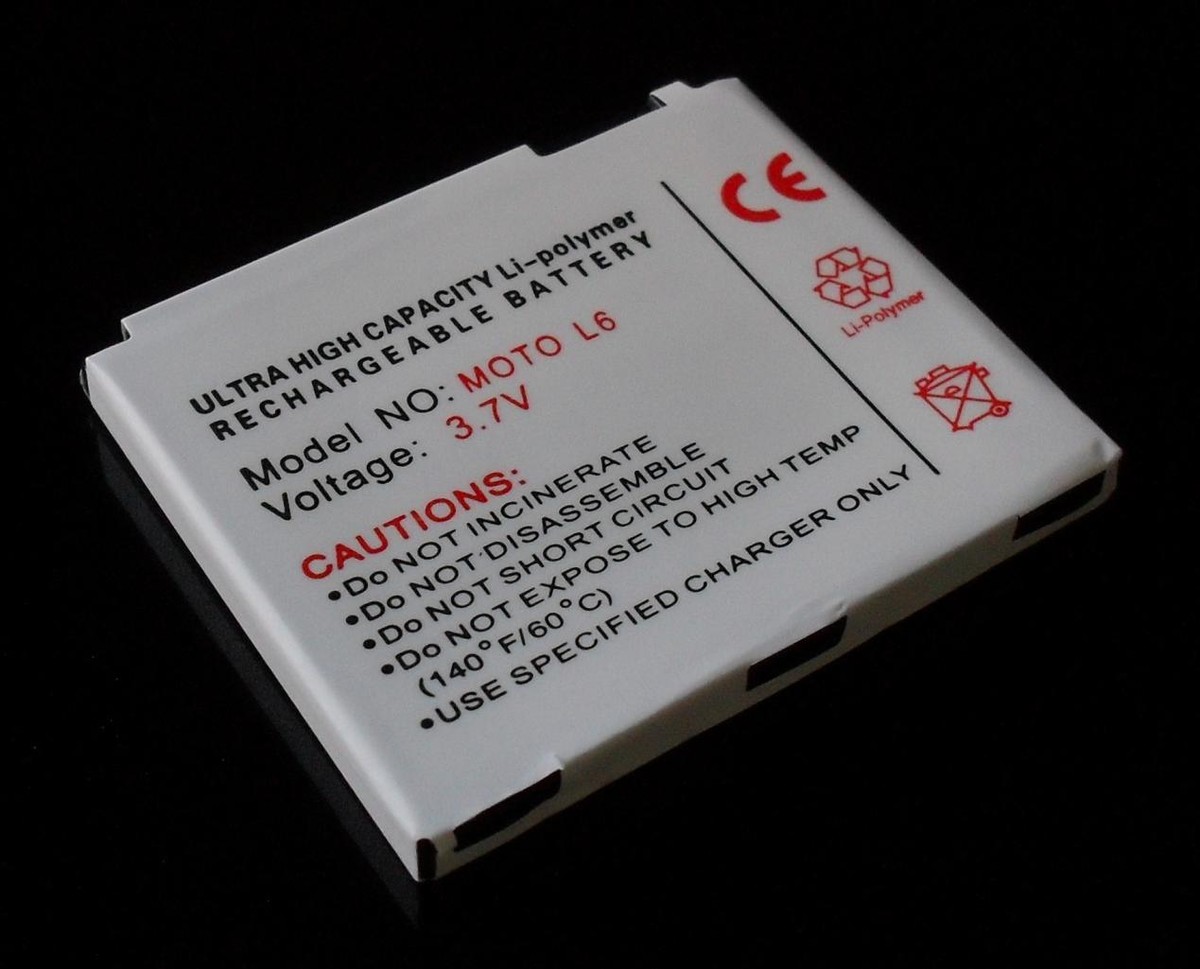 ULTRA HIGH CAPACITY Li-polymer
RECHARGEABLE BATTERY
Model NO: MOTO L6
Voltage: 3.7V
CAUTIONS:
•Do NOT INCINERATE
•Do NOT DISASSEMBLE
•Do NOT SHORT CIRCUIT
•Do NOT EXPOSE TO HIGH TEMP
(140°F/60°C)
•USE SPECIFIED CHARGER ONLY
CE
Li-Polymer